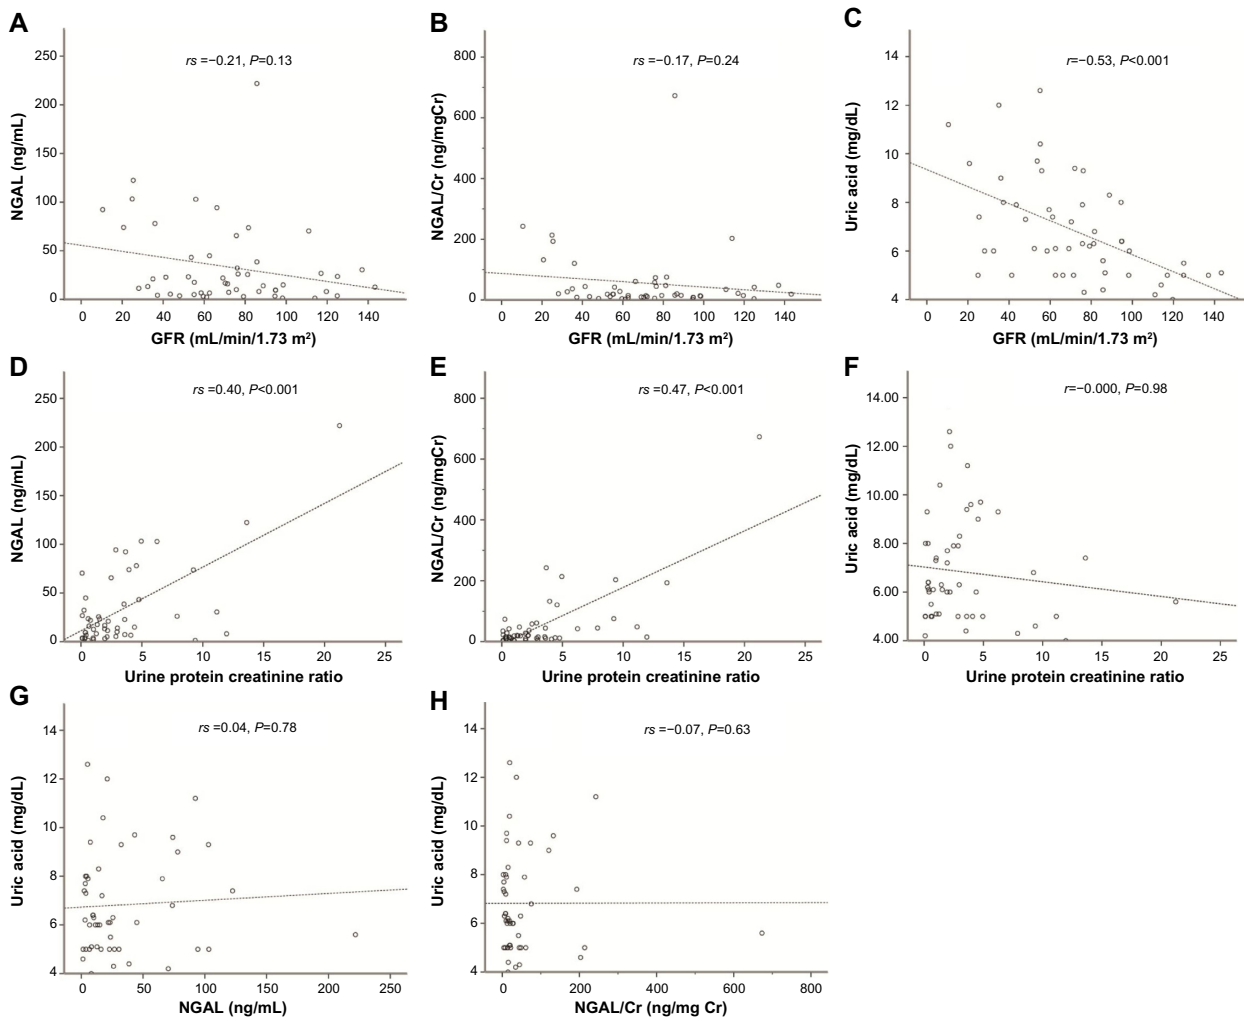 A
rs =−0.21, P=0.13
NGAL (ng/mL)
250
200
150
100
50
0
0 20 40 60 80 100 120 140
GFR (mL/min/1.73 m²)
B
rs =−0.17, P=0.24
NGAL/Cr (ng/mgCr)
800
600
400
200
0
0 20 40 60 80 100 120 140
GFR (mL/min/1.73 m²)
C
r=−0.53, P<0.001
Uric acid (mg/dL)
14
12
10
8
6
4
0 20 40 60 80 100 120 140
GFR (mL/min/1.73 m²)
D
rs =0.40, P<0.001
NGAL (ng/mL)
250
200
150
100
50
0
0 5 10 15 20 25
Urine protein creatinine ratio
E
rs =0.47, P<0.001
NGAL/Cr (ng/mgCr)
800
600
400
200
0
0 5 10 15 20 25
Urine protein creatinine ratio
F
r=−0.000, P=0.98
Uric acid (mg/dL)
14.00
12.00
10.00
8.00
6.00
4.00
0 5 10 15 20 25
Urine protein creatinine ratio
G
rs =0.04, P=0.78
Uric acid (mg/dL)
14
12
10
8
6
4
0 50 100 150 200 250
NGAL (ng/mL)
H
rs =−0.07, P=0.63
Uric acid (mg/dL)
14
12
10
8
6
4
0 200 400 600 800
NGAL/Cr (ng/mg Cr)